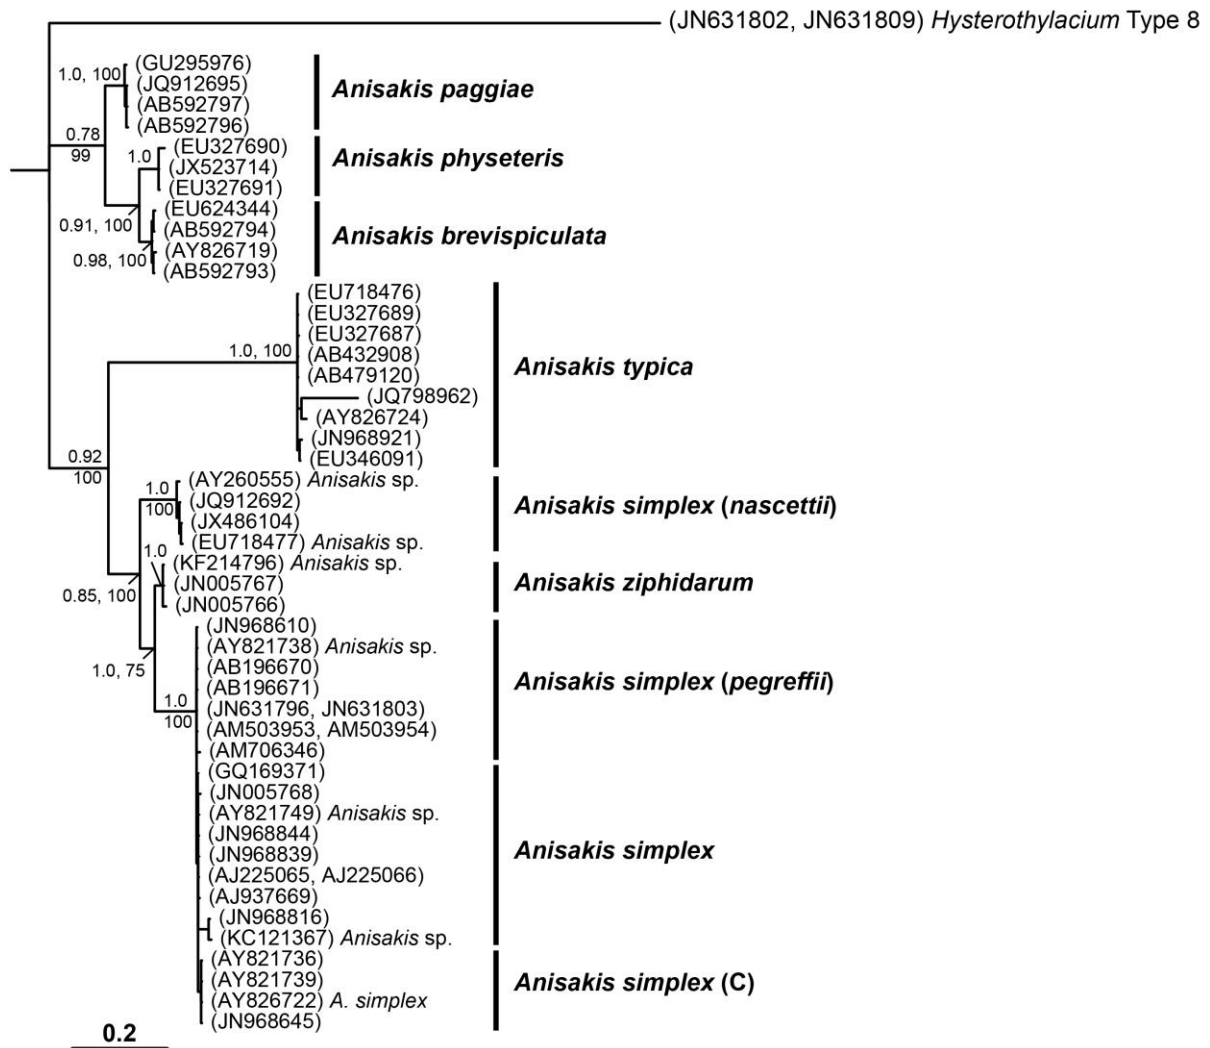 (JN631802, JN631809) Hysterothylacium Type 8
(GU295976)
1.0, 100
(JQ912695)
Anisakis paggiae
(AB592797)
(AB592796)
0.78
99
(EU327690)
1.0
(JX523714)
Anisakis physeteris
(EU327691)
(EU624344)
0.91, 100
(AB592794)
Anisakis brevispiculata
(AY826719)
0.98, 100
(AB592793)
(EU718476)
(EU327689)
(EU327687)
1.0, 100
(AB432908)
Anisakis typica
(AB479120)
(JQ798962)
(AY826724)
(JN968921)
0.92
100
(EU346091)
(AY260555) Anisakis sp.
1.0
100
(JQ912692)
Anisakis simplex (nascettii)
(JX486104)
(EU718477) Anisakis sp.
1.0
(KF214796) Anisakis sp.
(JN005767)
Anisakis ziphidarum
0.85, 100
(JN005766)
(JN968610)
(AY821738) Anisakis sp.
1.0, 75
(AB196670)
Anisakis simplex (pegreffii)
(AB196671)
1.0
100
(JN631796, JN631803)
(AM503953, AM503954)
(AM706346)
(GQ169371)
(JN005768)
(AY821749) Anisakis sp.
(JN968844)
Anisakis simplex
(JN968839)
(AJ225065, AJ225066)
(AJ937669)
(JN968816)
(KC121367) Anisakis sp.
(AY821736)
(AY821739)
Anisakis simplex (C)
(AY826722) A. simplex
(JN968645)
0.2